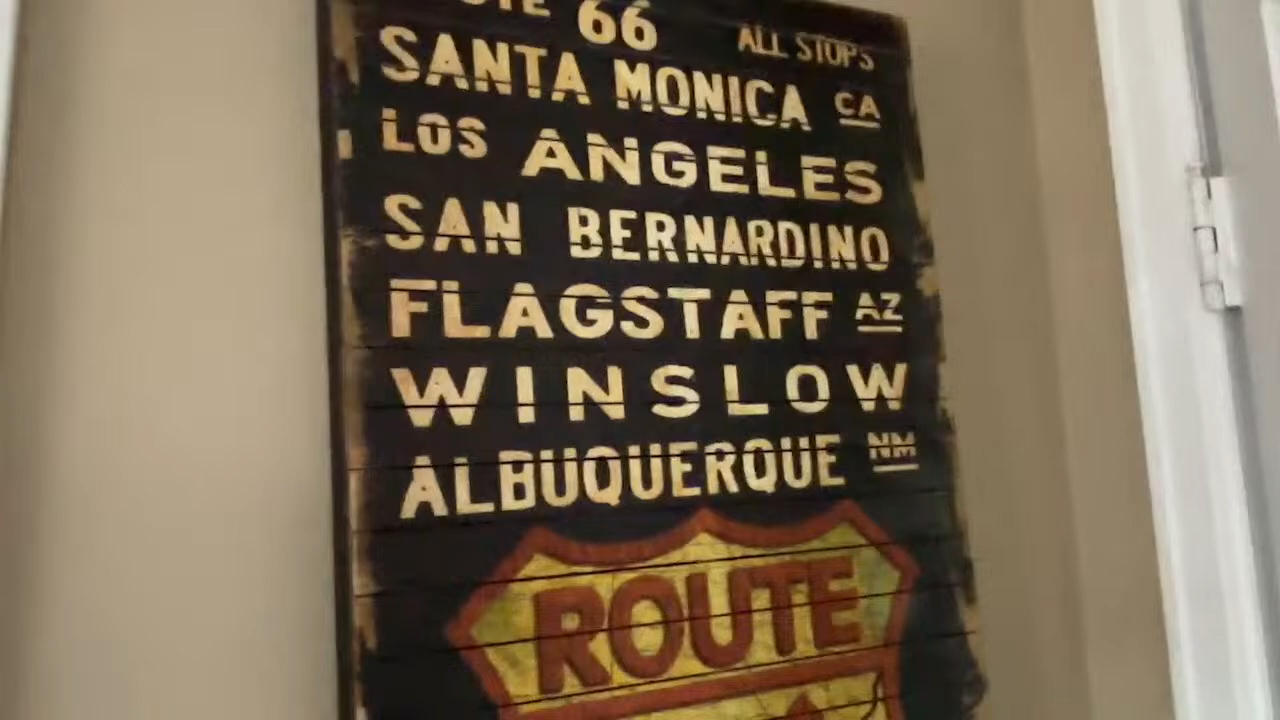 66 ALL STOPS
SANTA MONICA CA
LOS ANGELES
SAN BERNARDINO
FLAGSTAFF AZ
WINSLOW
ALBUQUERQUE NM
ROUTE